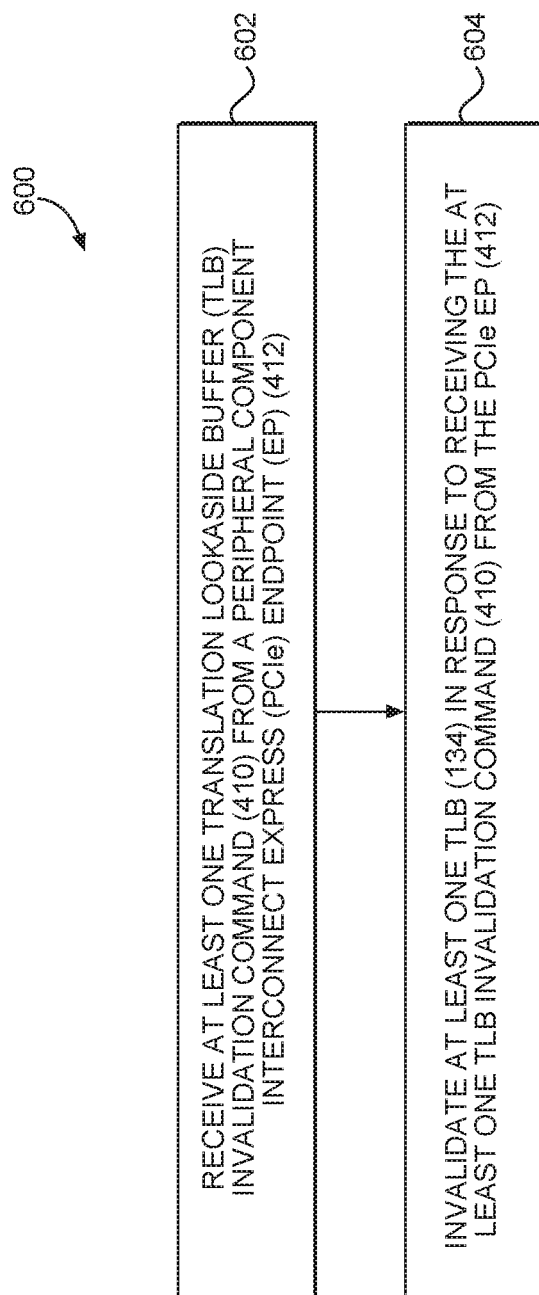 600
602
RECEIVE AT LEAST ONE TRANSLATION LOOKASIDE BUFFER (TLB)
INVALIDATION COMMAND (410) FROM A PERIPHERAL COMPONENT
INTERCONNECT EXPRESS (PCIe) ENDPOINT (EP) (412)
604
INVALIDATE AT LEAST ONE TLB (134) IN RESPONSE TO RECEIVING THE AT
LEAST ONE TLB INVALIDATION COMMAND (410) FROM THE PCIe EP (412)